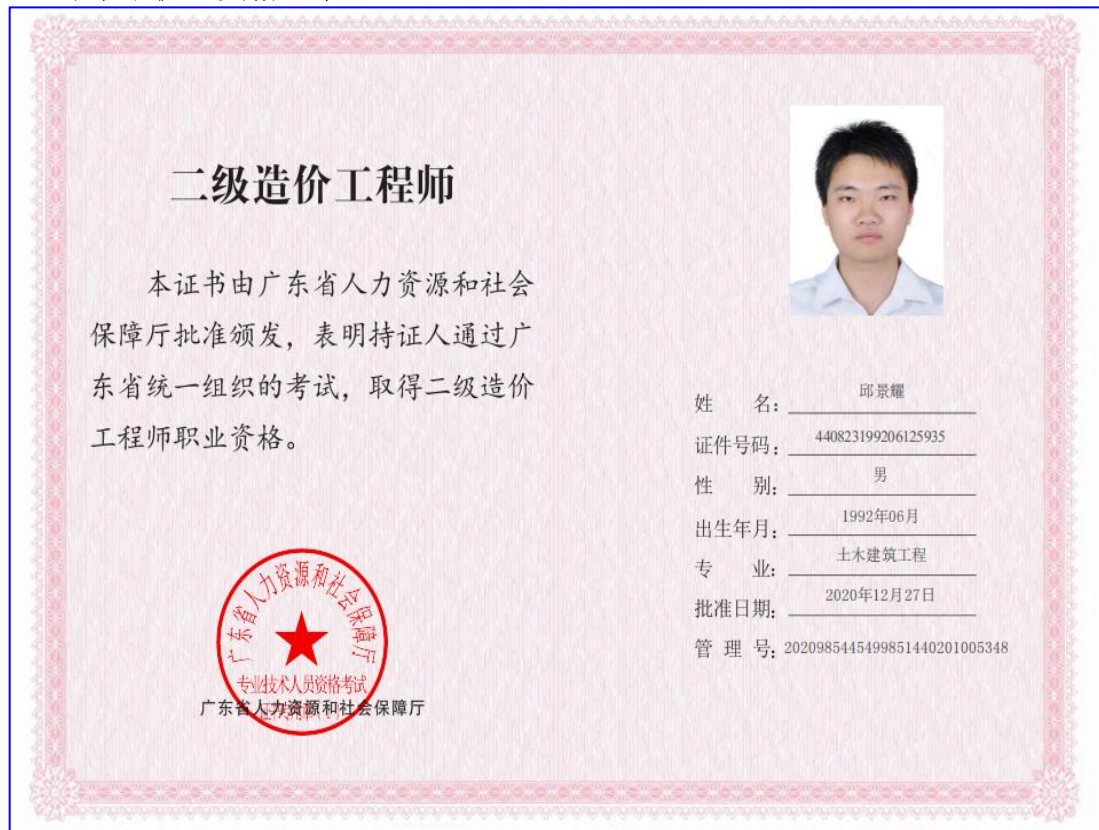 二级造价工程师
本证书由广东省人力资源和社会
保障厅批准颁发，表明持证人通过广
东省统一组织的考试，取得二级造价
工程师职业资格。
姓 名：邱景耀
证件号码：440823199206125935
性 别：男
出生年月：1992年06月
专 业：土木建筑工程
批准日期：2020年12月27日
管 理 号：20209854454999851440201005348
广东省人力资源和社会保障厅
专业技术人员资格考试
广东省人力资源和社会保障厅